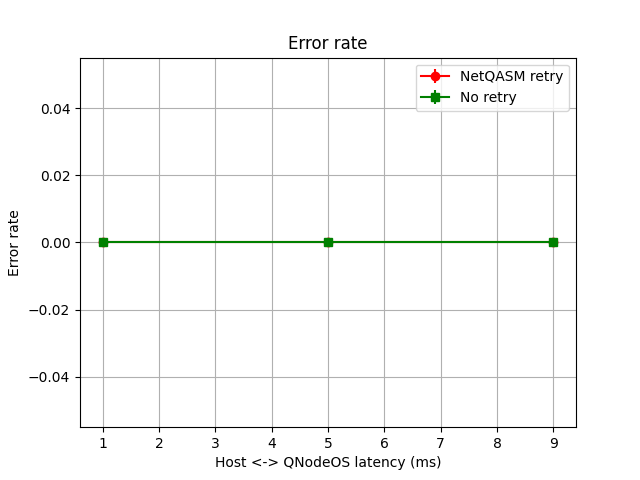 Error rate
NetQASM retry
No retry
Error rate
0.04
0.02
0.00
−0.02
−0.04
1 2 3 4 5 6 7 8 9
Host <-> QNodeOS latency (ms)